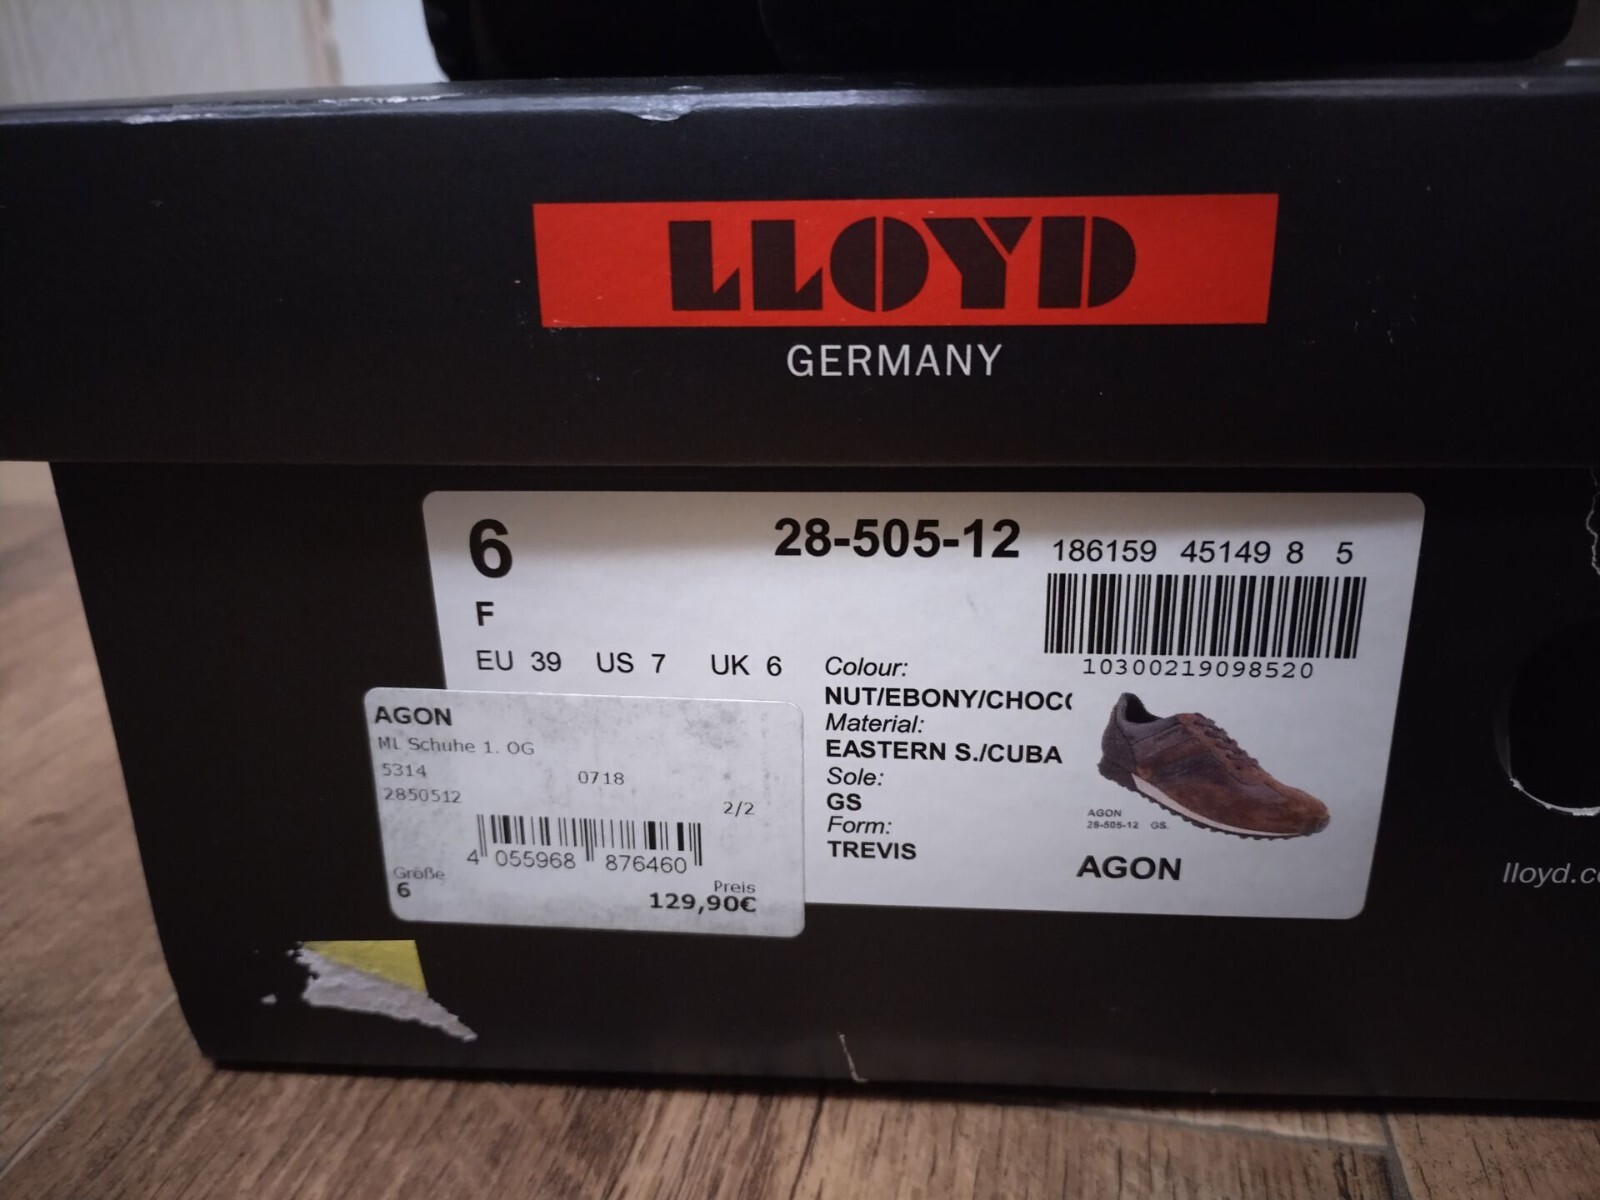 LLOYD
GERMANY
6
28-505-12
186159 45149 8 5
F
10300219098520
EU 39 US 7 UK 6
Colour:
NUT/EBONY/CHOC
Material:
EASTERN S./CUBA
Sole:
GS
Form:
TREVIS
AGON
28-505-12 GS.
AGON
AGON
ML Schuhe 1. OG
5314
0718
2850512
2/2
4 055968 876460
Größe
6
Preis
129,90€
lloyd.c